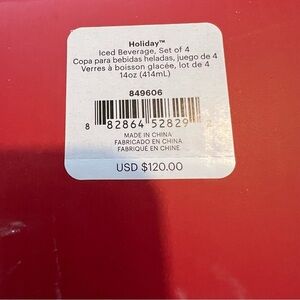 Holiday™
Iced Beverage, Set of 4
Copa para bebidas heladas, juego de 4
Verres à boisson glacée, lot de 4
14oz (414mL)
849606
8 82864 52829
MADE IN CHINA
FABRICADO EN CHINA
FABRIQUÉ EN CHINE
USD $120.00